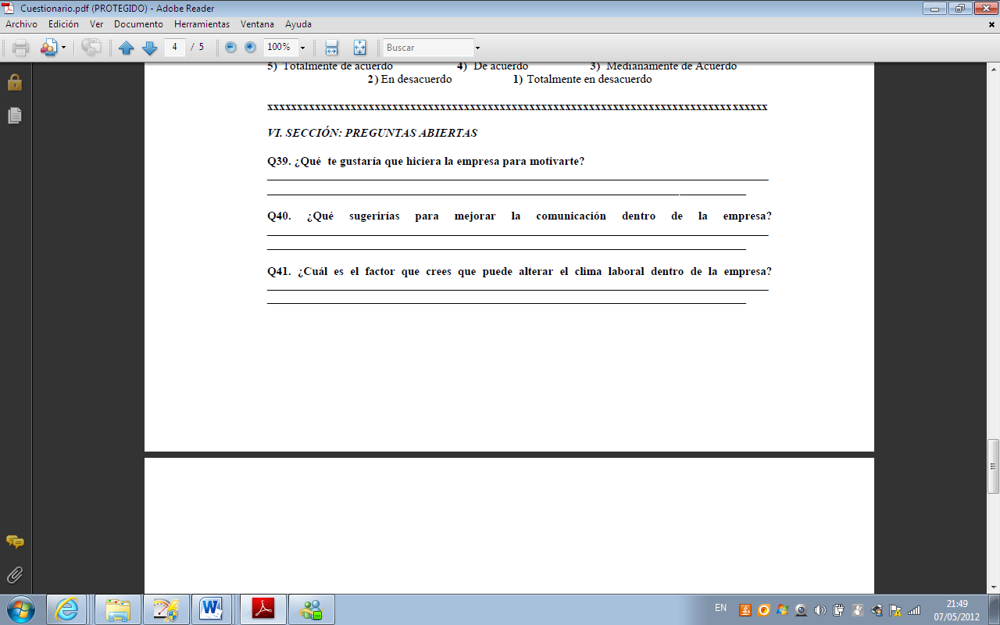 Cuestionario.pdf (PROTEGIDO) - Adobe Reader
Archivo Edición Ver Documento Herramientas Ventana Ayuda
4 / 5 100% Buscar
5) Totalmente de acuerdo 4) De acuerdo 3) Medianamente de Acuerdo
2) En desacuerdo 1) Totalmente en desacuerdo
xxxxxxxxxxxxxxxxxxxxxxxxxxxxxxxxxxxxxxxxxxxxxxxxxxxxxxxxxxxxxxxxxxxxxxxxxxxxxxxxxxx
VI. SECCIÓN: PREGUNTAS ABIERTAS
Q39. ¿Qué te gustaría que hiciera la empresa para motivarte?
Q40. ¿Qué sugerirías para mejorar la comunicación dentro de la empresa?
Q41. ¿Cuál es el factor que crees que puede alterar el clima laboral dentro de la empresa?
EN 21:49
07/05/2012